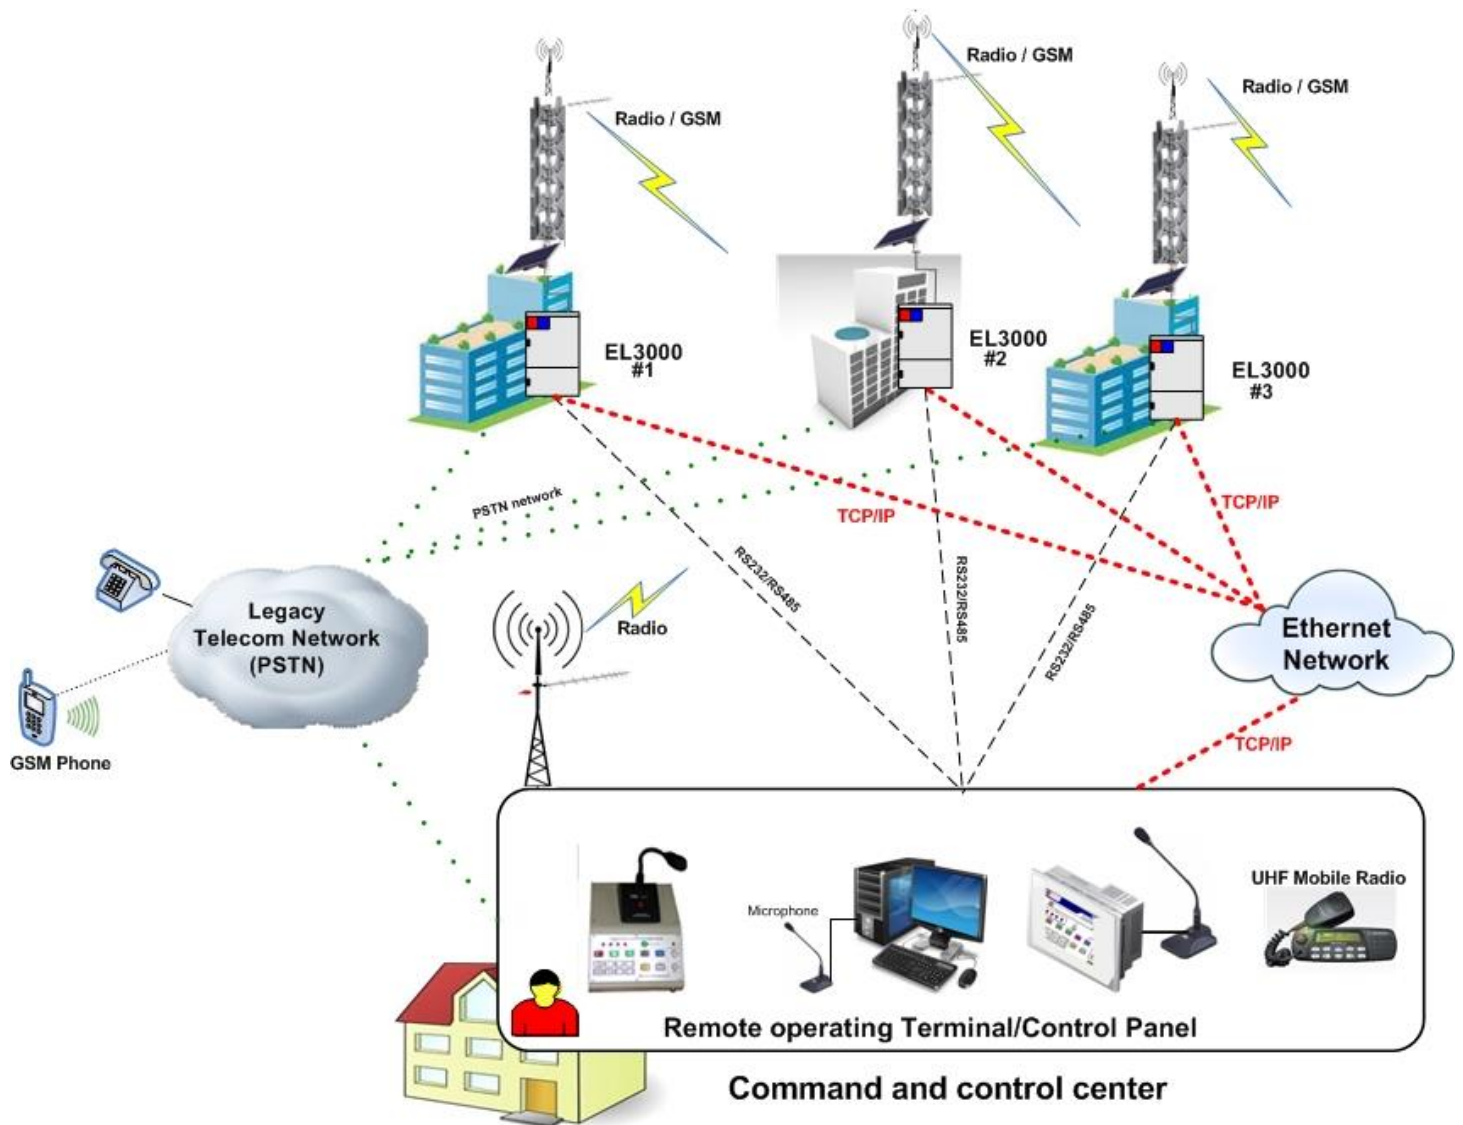 Radio / GSM
Radio / GSM
Radio / GSM
EL3000
#1
EL3000
#2
EL3000
#3
PSTN network
TCP/IP
TCP/IP
RS232/RS485
RS232/RS485
RS232/RS485
Legacy
Telecom Network
(PSTN)
Radio
Ethernet
Network
GSM Phone
TCP/IP
UHF Mobile Radio
Microphone
Remote operating Terminal/Control Panel
Command and control center